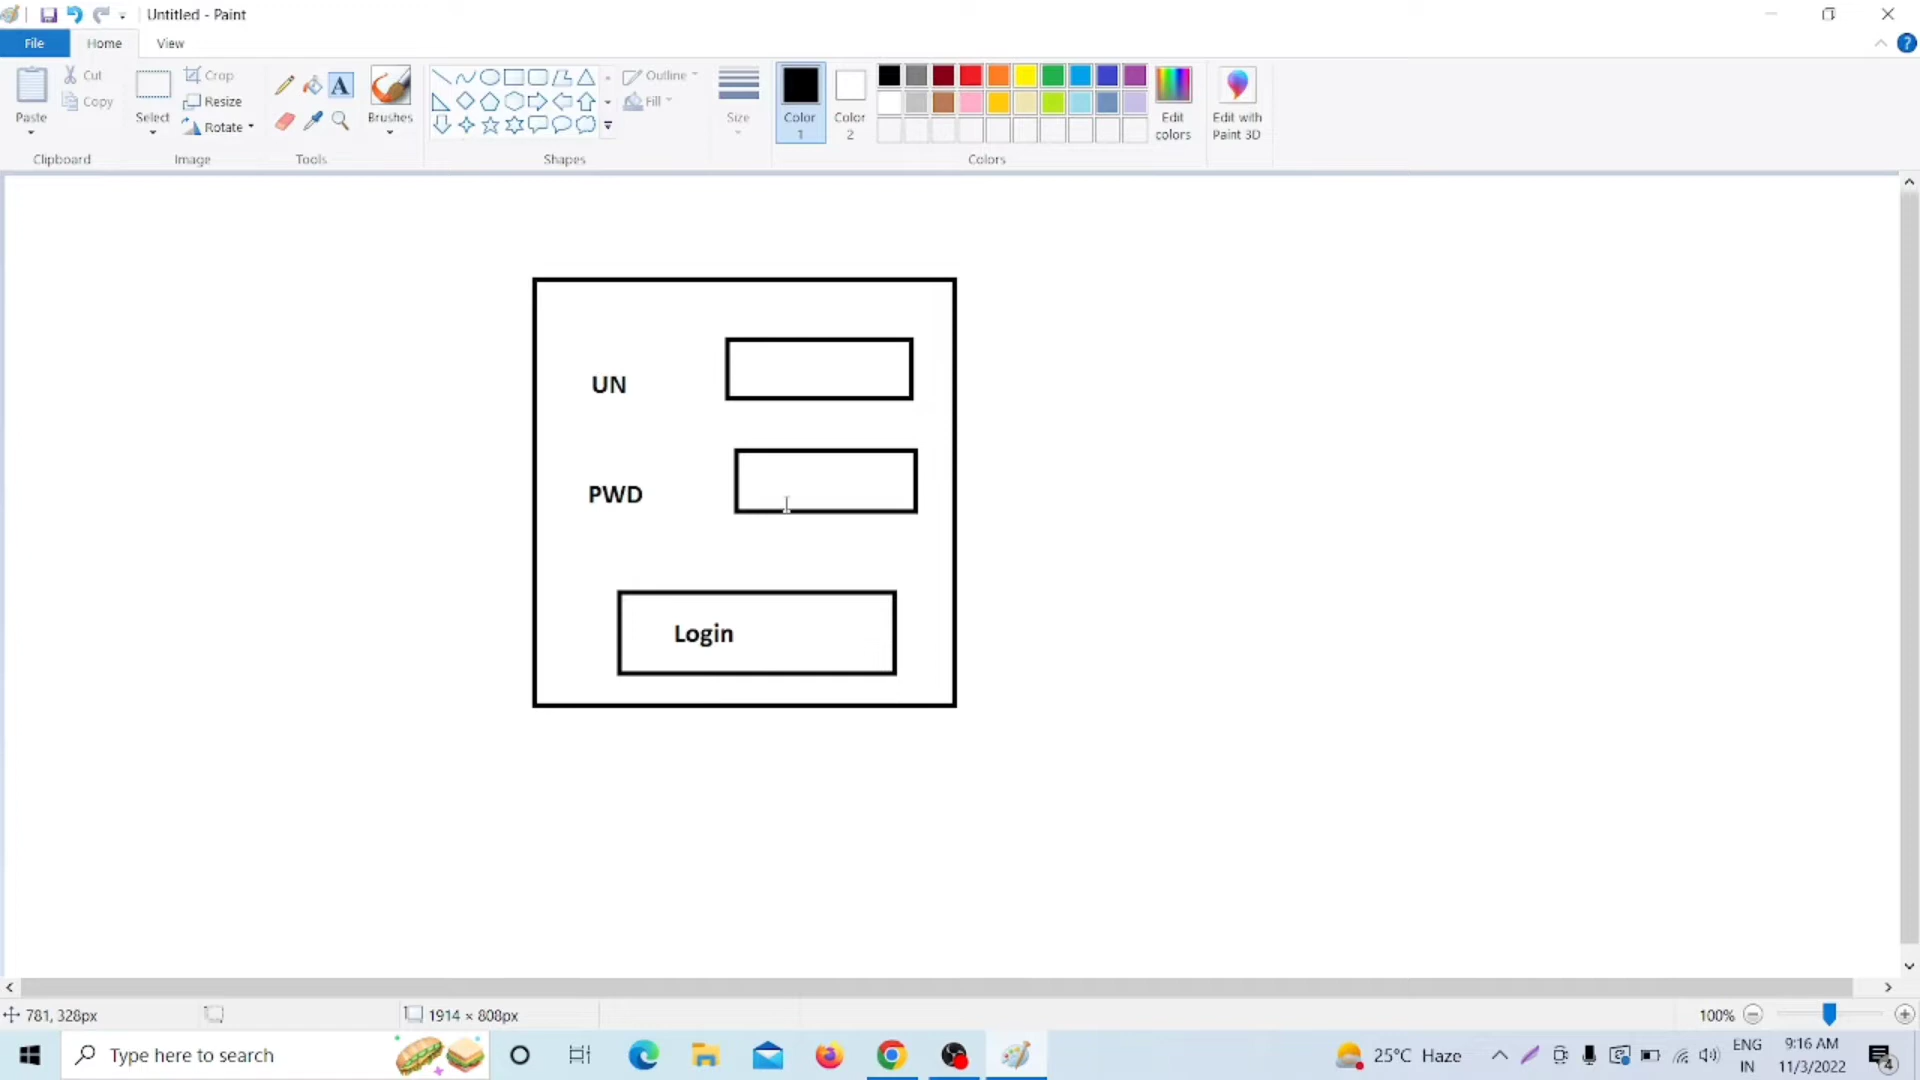 Untitled - Paint
File Home View
Paste
Cut
Copy
Clipboard
Select
Crop
Resize
Rotate
Image
Tools
Brushes
Shapes
Outline
Fill
Size
Color 1
Color 2
Colors
Edit colors
Edit with Paint 3D
UN
PWD
Login
781, 328px
1914 × 808px
100%
Type here to search
25°C Haze
ENG
IN
9:16 AM
11/3/2022
4